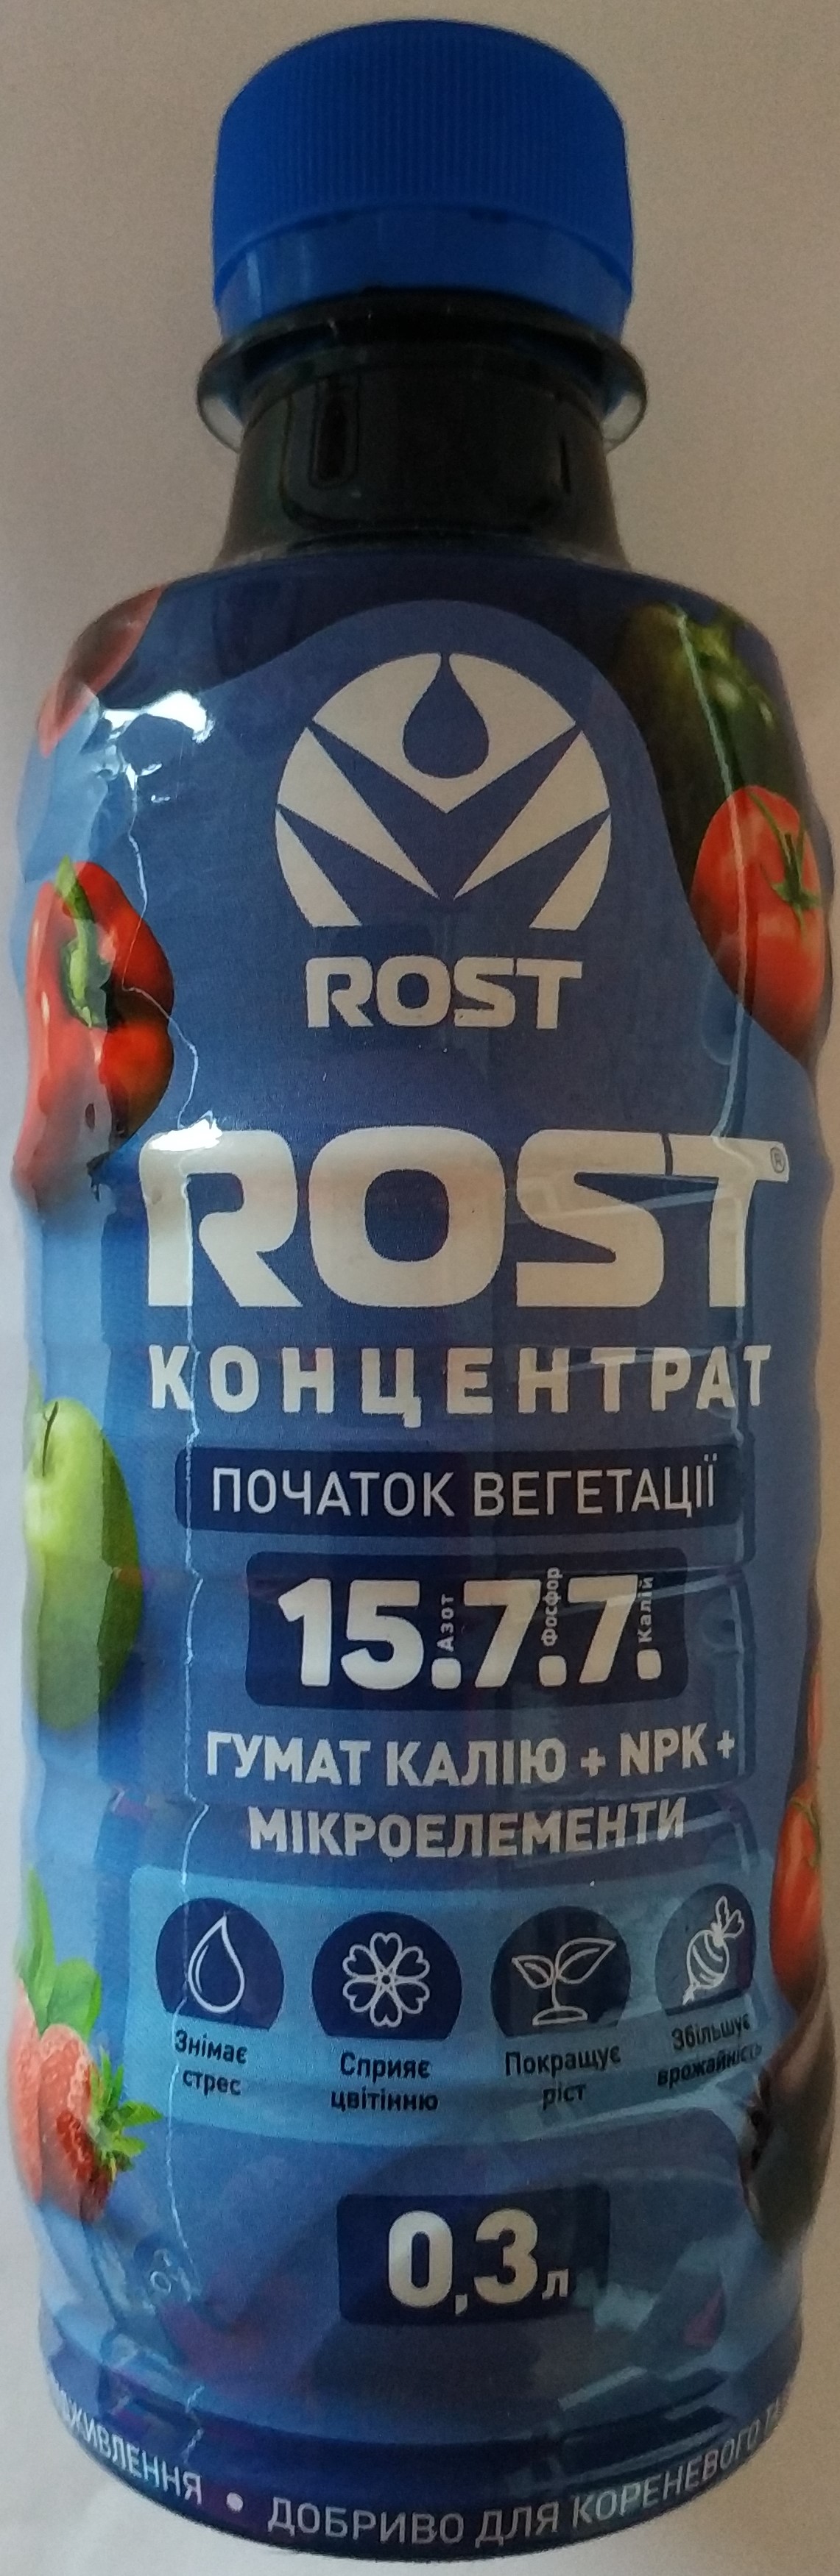 ROST
ROST®
КОНЦЕНТРАТ
ПОЧАТОК ВЕГЕТАЦІЇ
15.7.7.
Азот
Фосфор
Калій
ГУМАТ КАЛІЮ + NPK +
МІКРОЕЛЕМЕНТИ
Знімає
стрес
Сприяє
цвітінню
Покращує
ріст
Збільшує
врожайність
0,3л
ДОБРИВО ДЛЯ КОРЕНЕВОГО ТА